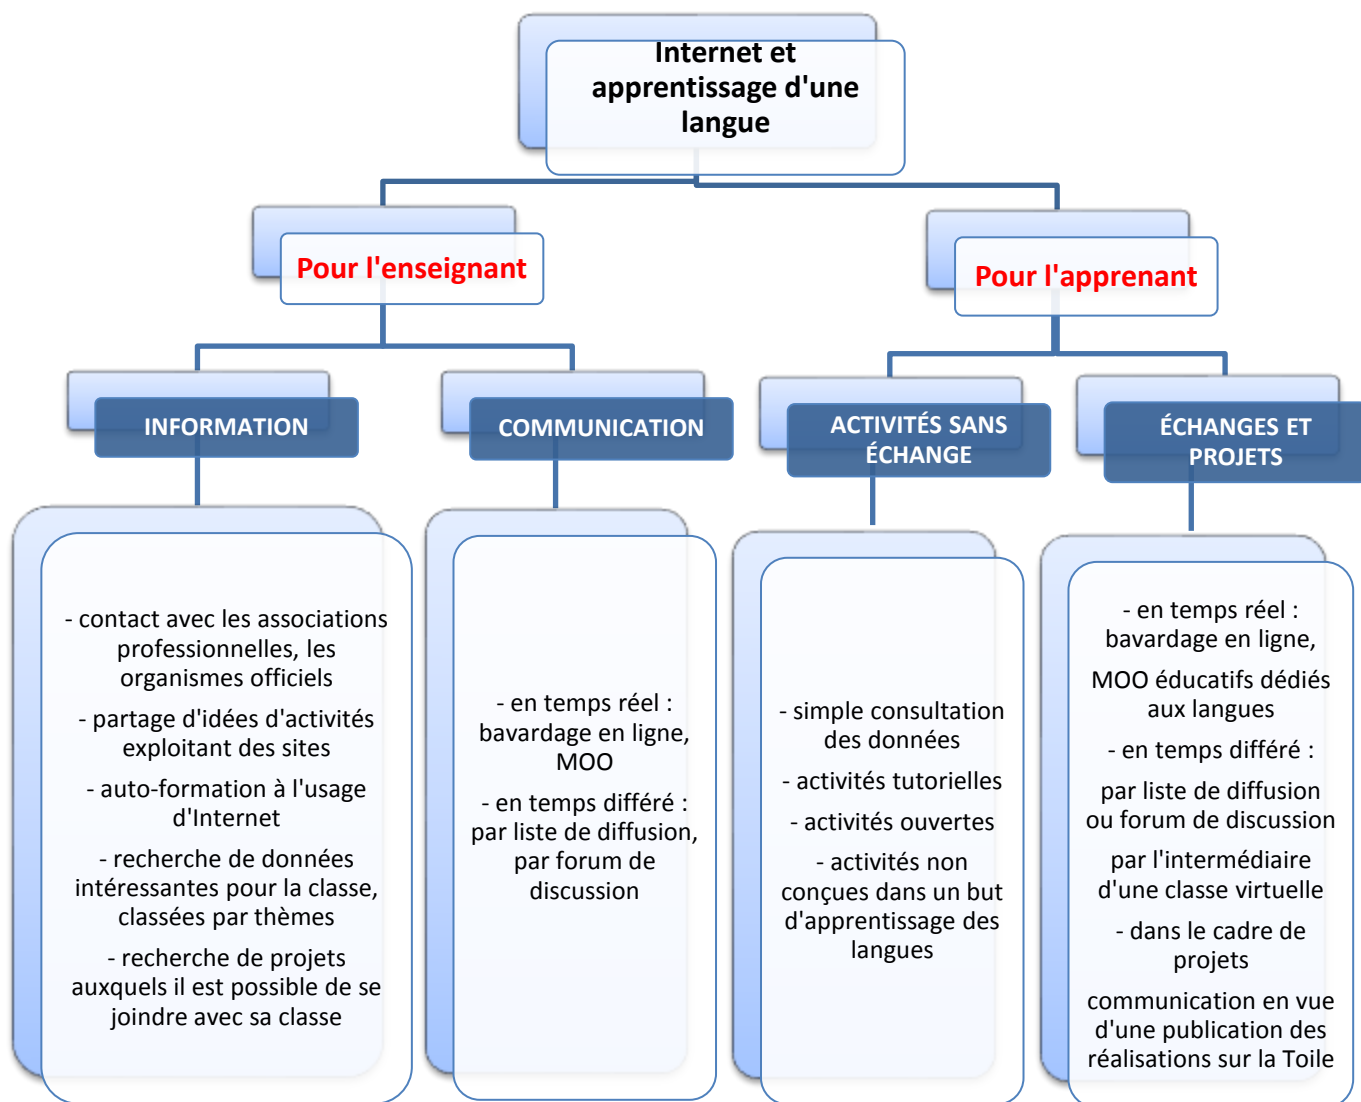 Internet et
apprentissage d'une
langue
Pour l'enseignant
Pour l'apprenant
INFORMATION
COMMUNICATION
ACTIVITÉS SANS
ÉCHANGE
ÉCHANGES ET
PROJETS
- contact avec les associations
professionnelles, les
organismes officiels
- partage d'idées d'activités
exploitant des sites
- auto-formation à l'usage
d'Internet
- recherche de données
intéressantes pour la classe,
classées par thèmes
- recherche de projets
auxquels il est possible de se
joindre avec sa classe
- en temps réel :
bavardage en ligne,
MOO
- en temps différé :
par liste de diffusion,
par forum de
discussion
- simple consultation
des données
- activités tutorielles
- activités ouvertes
- activités non
conçues dans un but
d'apprentissage des
langues
- en temps réel :
bavardage en ligne,
MOO éducatifs dédiés
aux langues
- en temps différé :
par liste de diffusion
ou forum de discussion
par l'intermédiaire
d'une classe virtuelle
- dans le cadre de
projets
communication en vue
d'une publication des
réalisations sur la Toile